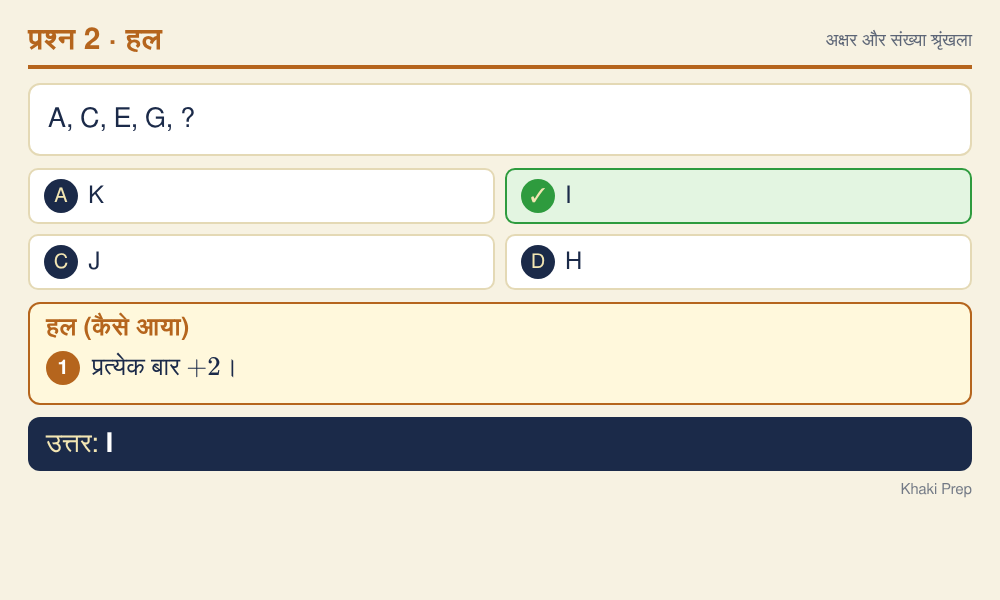 प्रश्न 2 · हल
अक्षर और संख्या श्रृंखला
A, C, E, G, ?
A K
✓ I
C J
D H
हल (कैसे आया)
1 प्रत्येक बार +2।
उत्तर: I
Khaki Prep